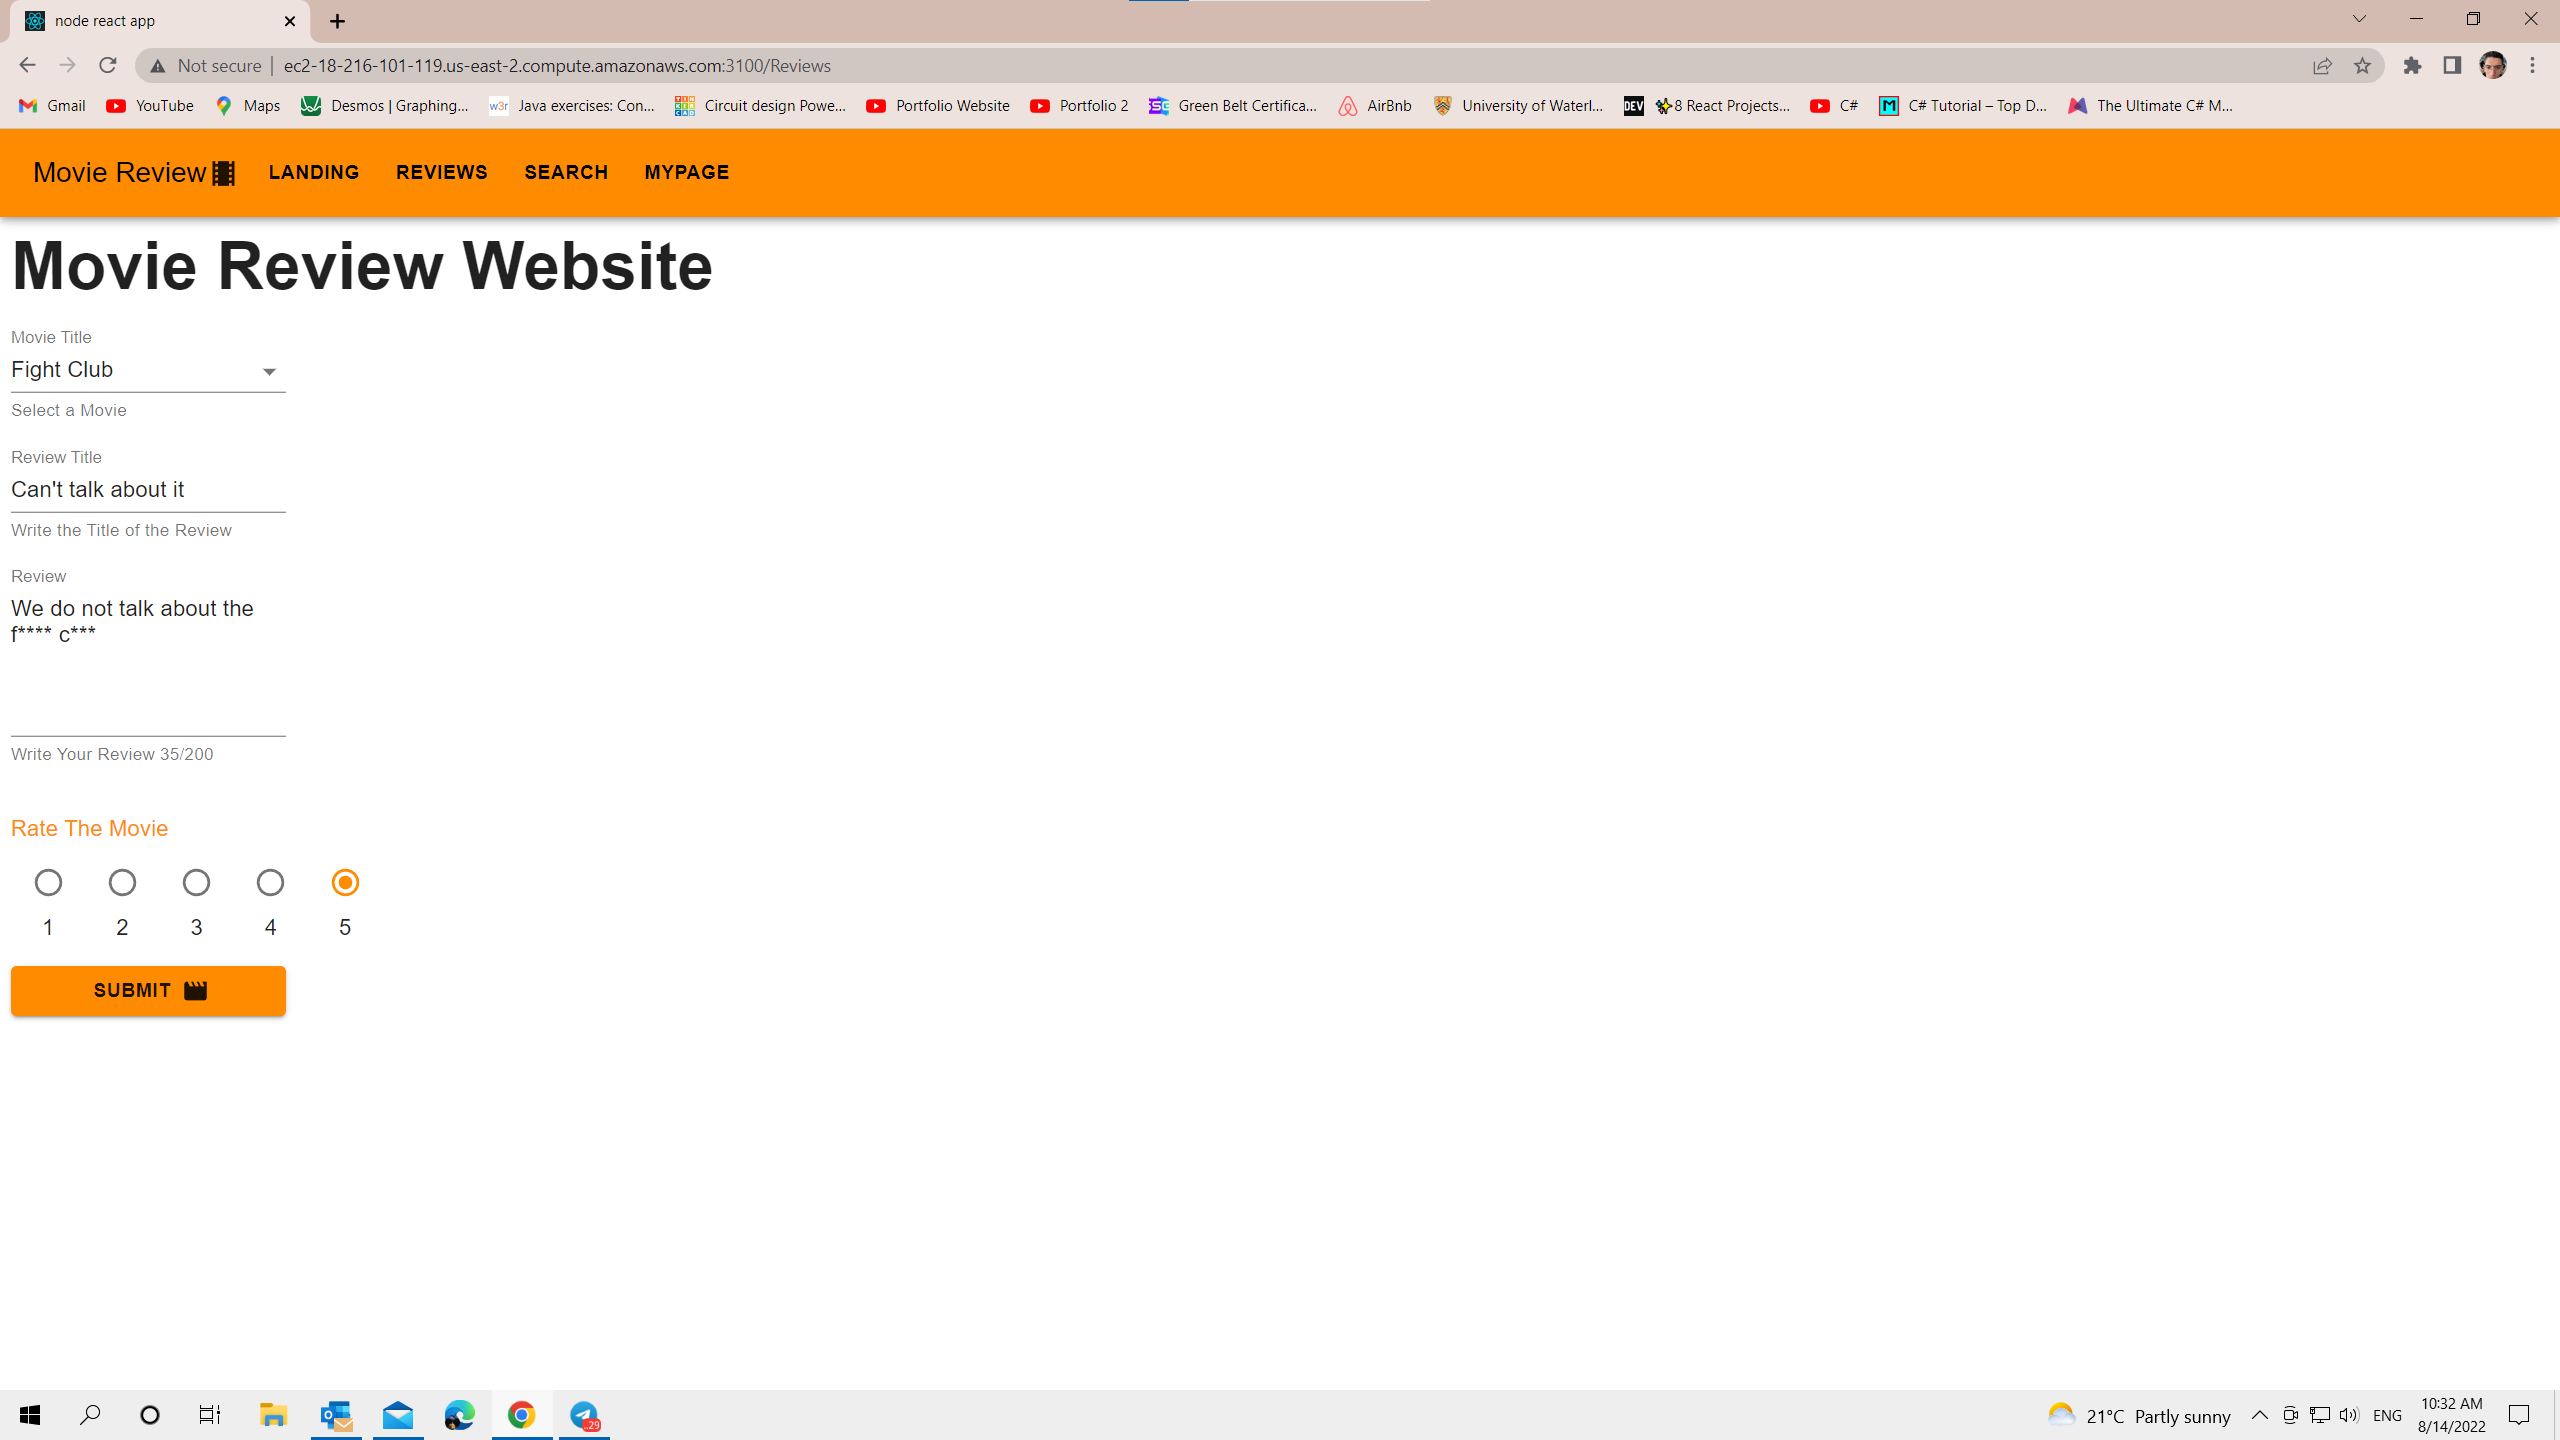 node react app
Not secure ec2-18-216-101-119.us-east-2.compute.amazonaws.com:3100/Reviews
Gmail YouTube Maps Desmos | Graphing... w3r Java exercises: Con... Circuit design Powe... Portfolio Website Portfolio 2 Green Belt Certifica... AirBnb University of Waterl... DEV 8 React Projects... C# M C# Tutorial – Top D... The Ultimate C# M...
Movie Review LANDING REVIEWS SEARCH MYPAGE
Movie Review Website
Movie Title
Fight Club
Select a Movie
Review Title
Can't talk about it
Write the Title of the Review
Review
We do not talk about the
f**** c***
Write Your Review 35/200
Rate The Movie
1 2 3 4 5
SUBMIT
21°C Partly sunny ENG 10:32 AM
8/14/2022